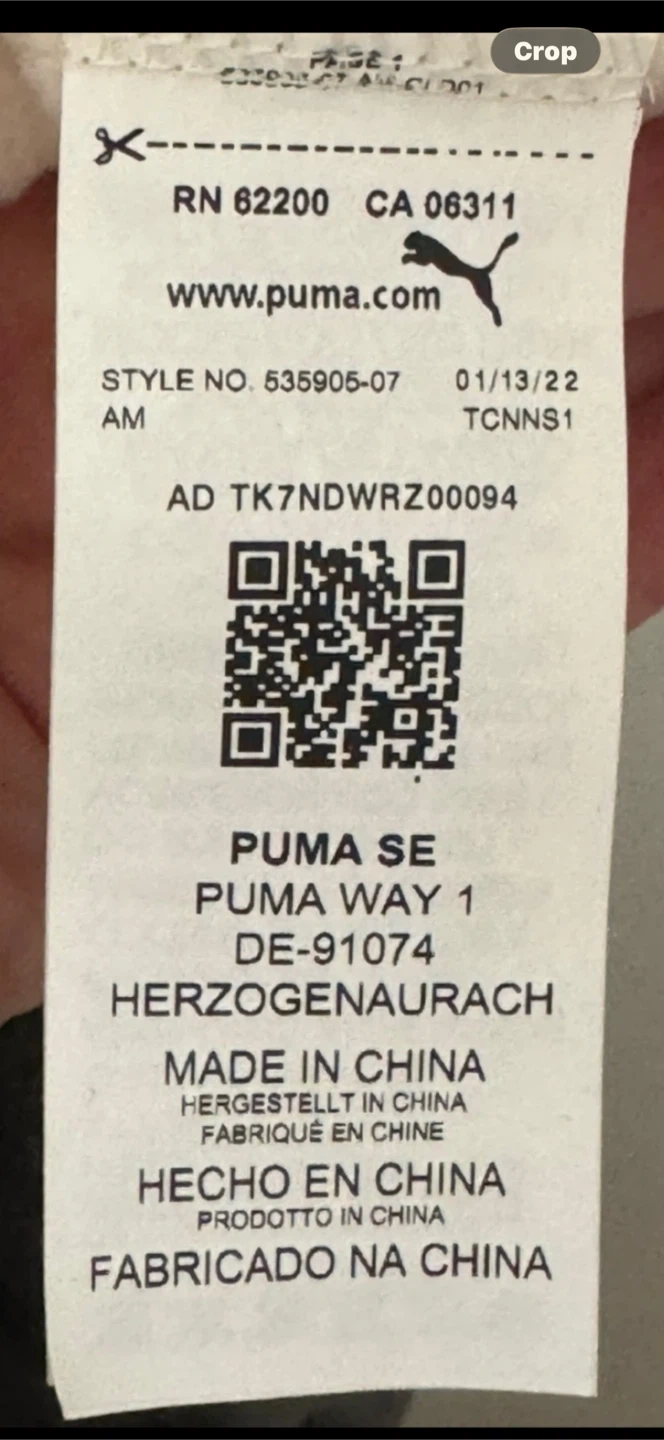 Crop
PAGE 1
RN 62200 CA 06311
www.puma.com
STYLE NO. 535905-07 01/13/22
AM TCNNS1
AD TK7NDWRZ00094
PUMA SE
PUMA WAY 1
DE-91074
HERZOGENAURACH
MADE IN CHINA
HERGESTELLT IN CHINA
FABRIQUÉ EN CHINE
HECHO EN CHINA
PRODOTTO IN CHINA
FABRICADO NA CHINA